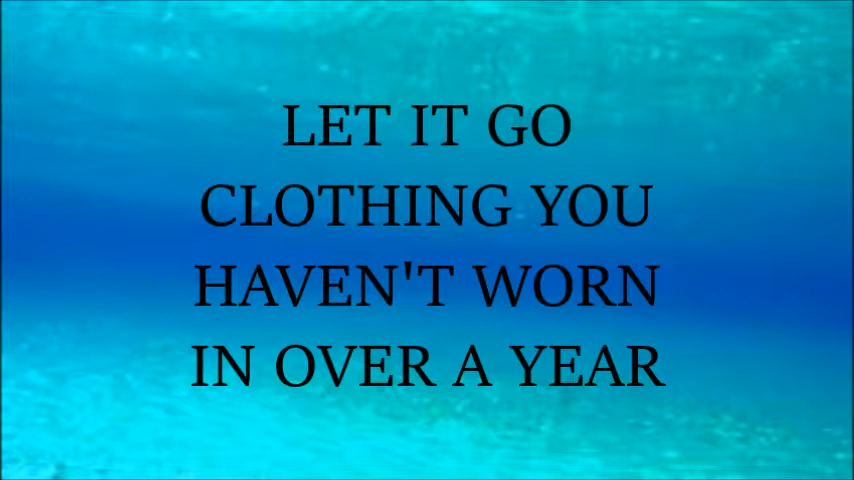 LET IT GO
CLOTHING YOU
HAVEN'T WORN
IN OVER A YEAR